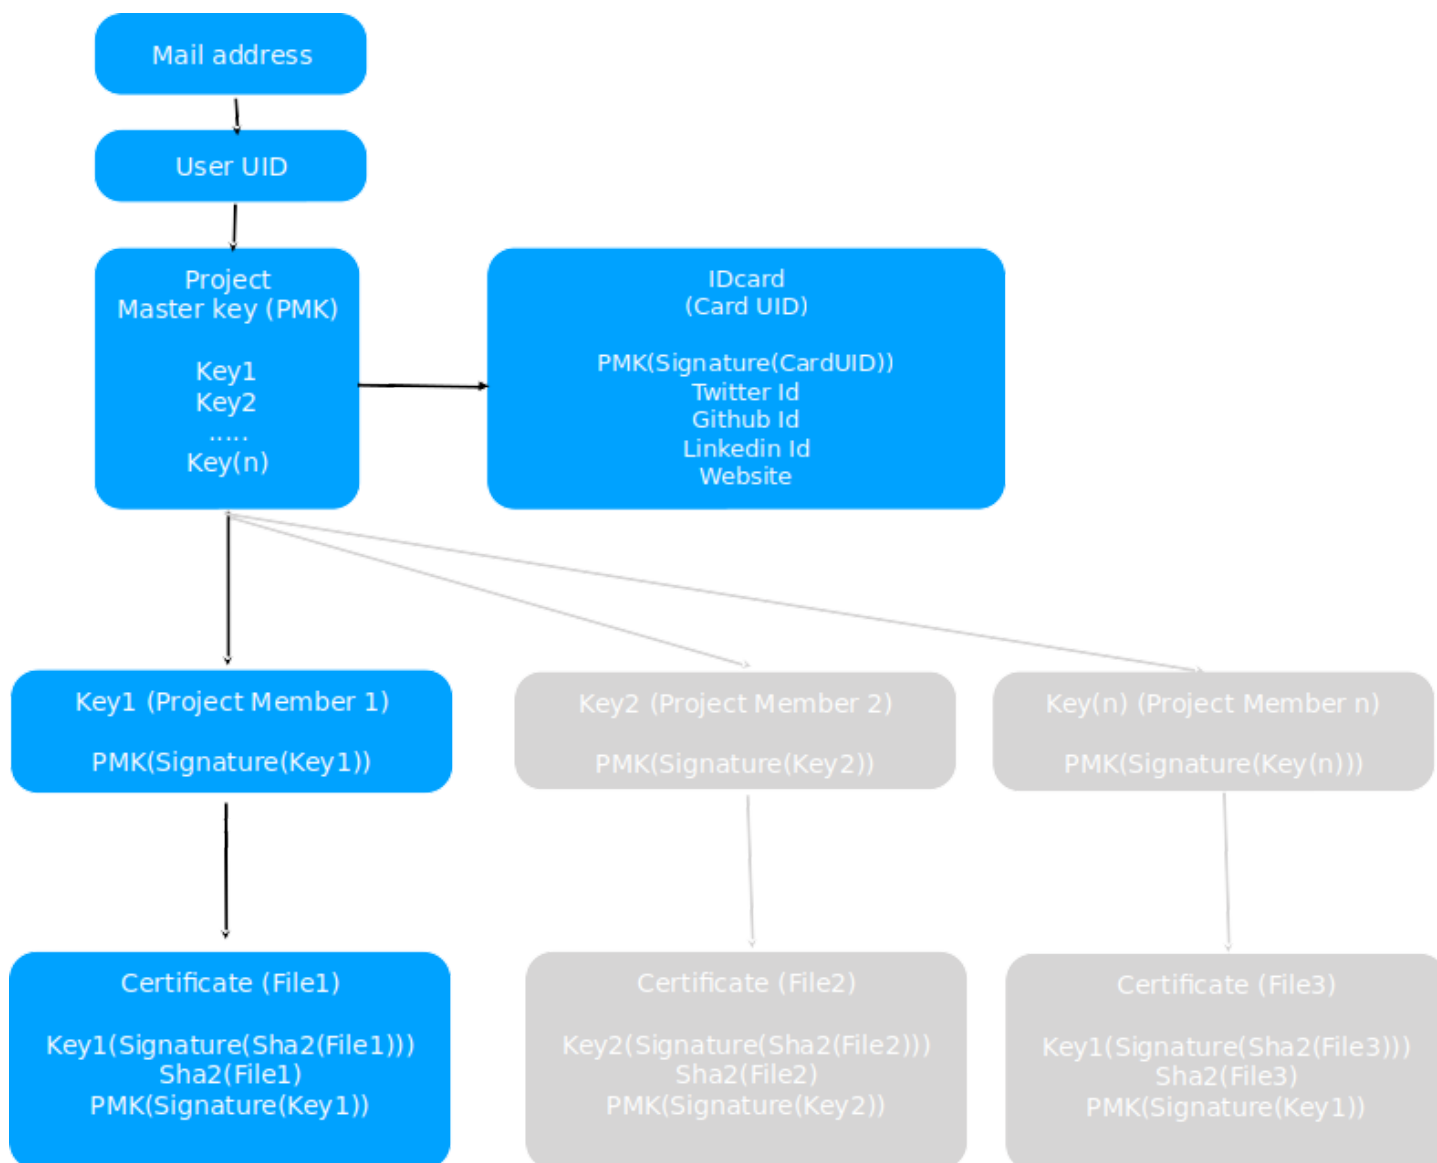 Mail address
User UID
Project
Master key (PMK)
Key1
Key2
.....
Key(n)
IDcard
(Card UID)
PMK(Signature(CardUID))
Twitter Id
Github Id
Linkedin Id
Website
Key1 (Project Member 1)
PMK(Signature(Key1))
Key2 (Project Member 2)
PMK(Signature(Key2))
Key(n) (Project Member n)
PMK(Signature(Key(n)))
Certificate (File1)
Key1(Signature(Sha2(File1)))
Sha2(File1)
PMK(Signature(Key1))
Certificate (File2)
Key2(Signature(Sha2(File2)))
Sha2(File2)
PMK(Signature(Key2))
Certificate (File3)
Key1(Signature(Sha2(File3)))
Sha2(File3)
PMK(Signature(Key1))